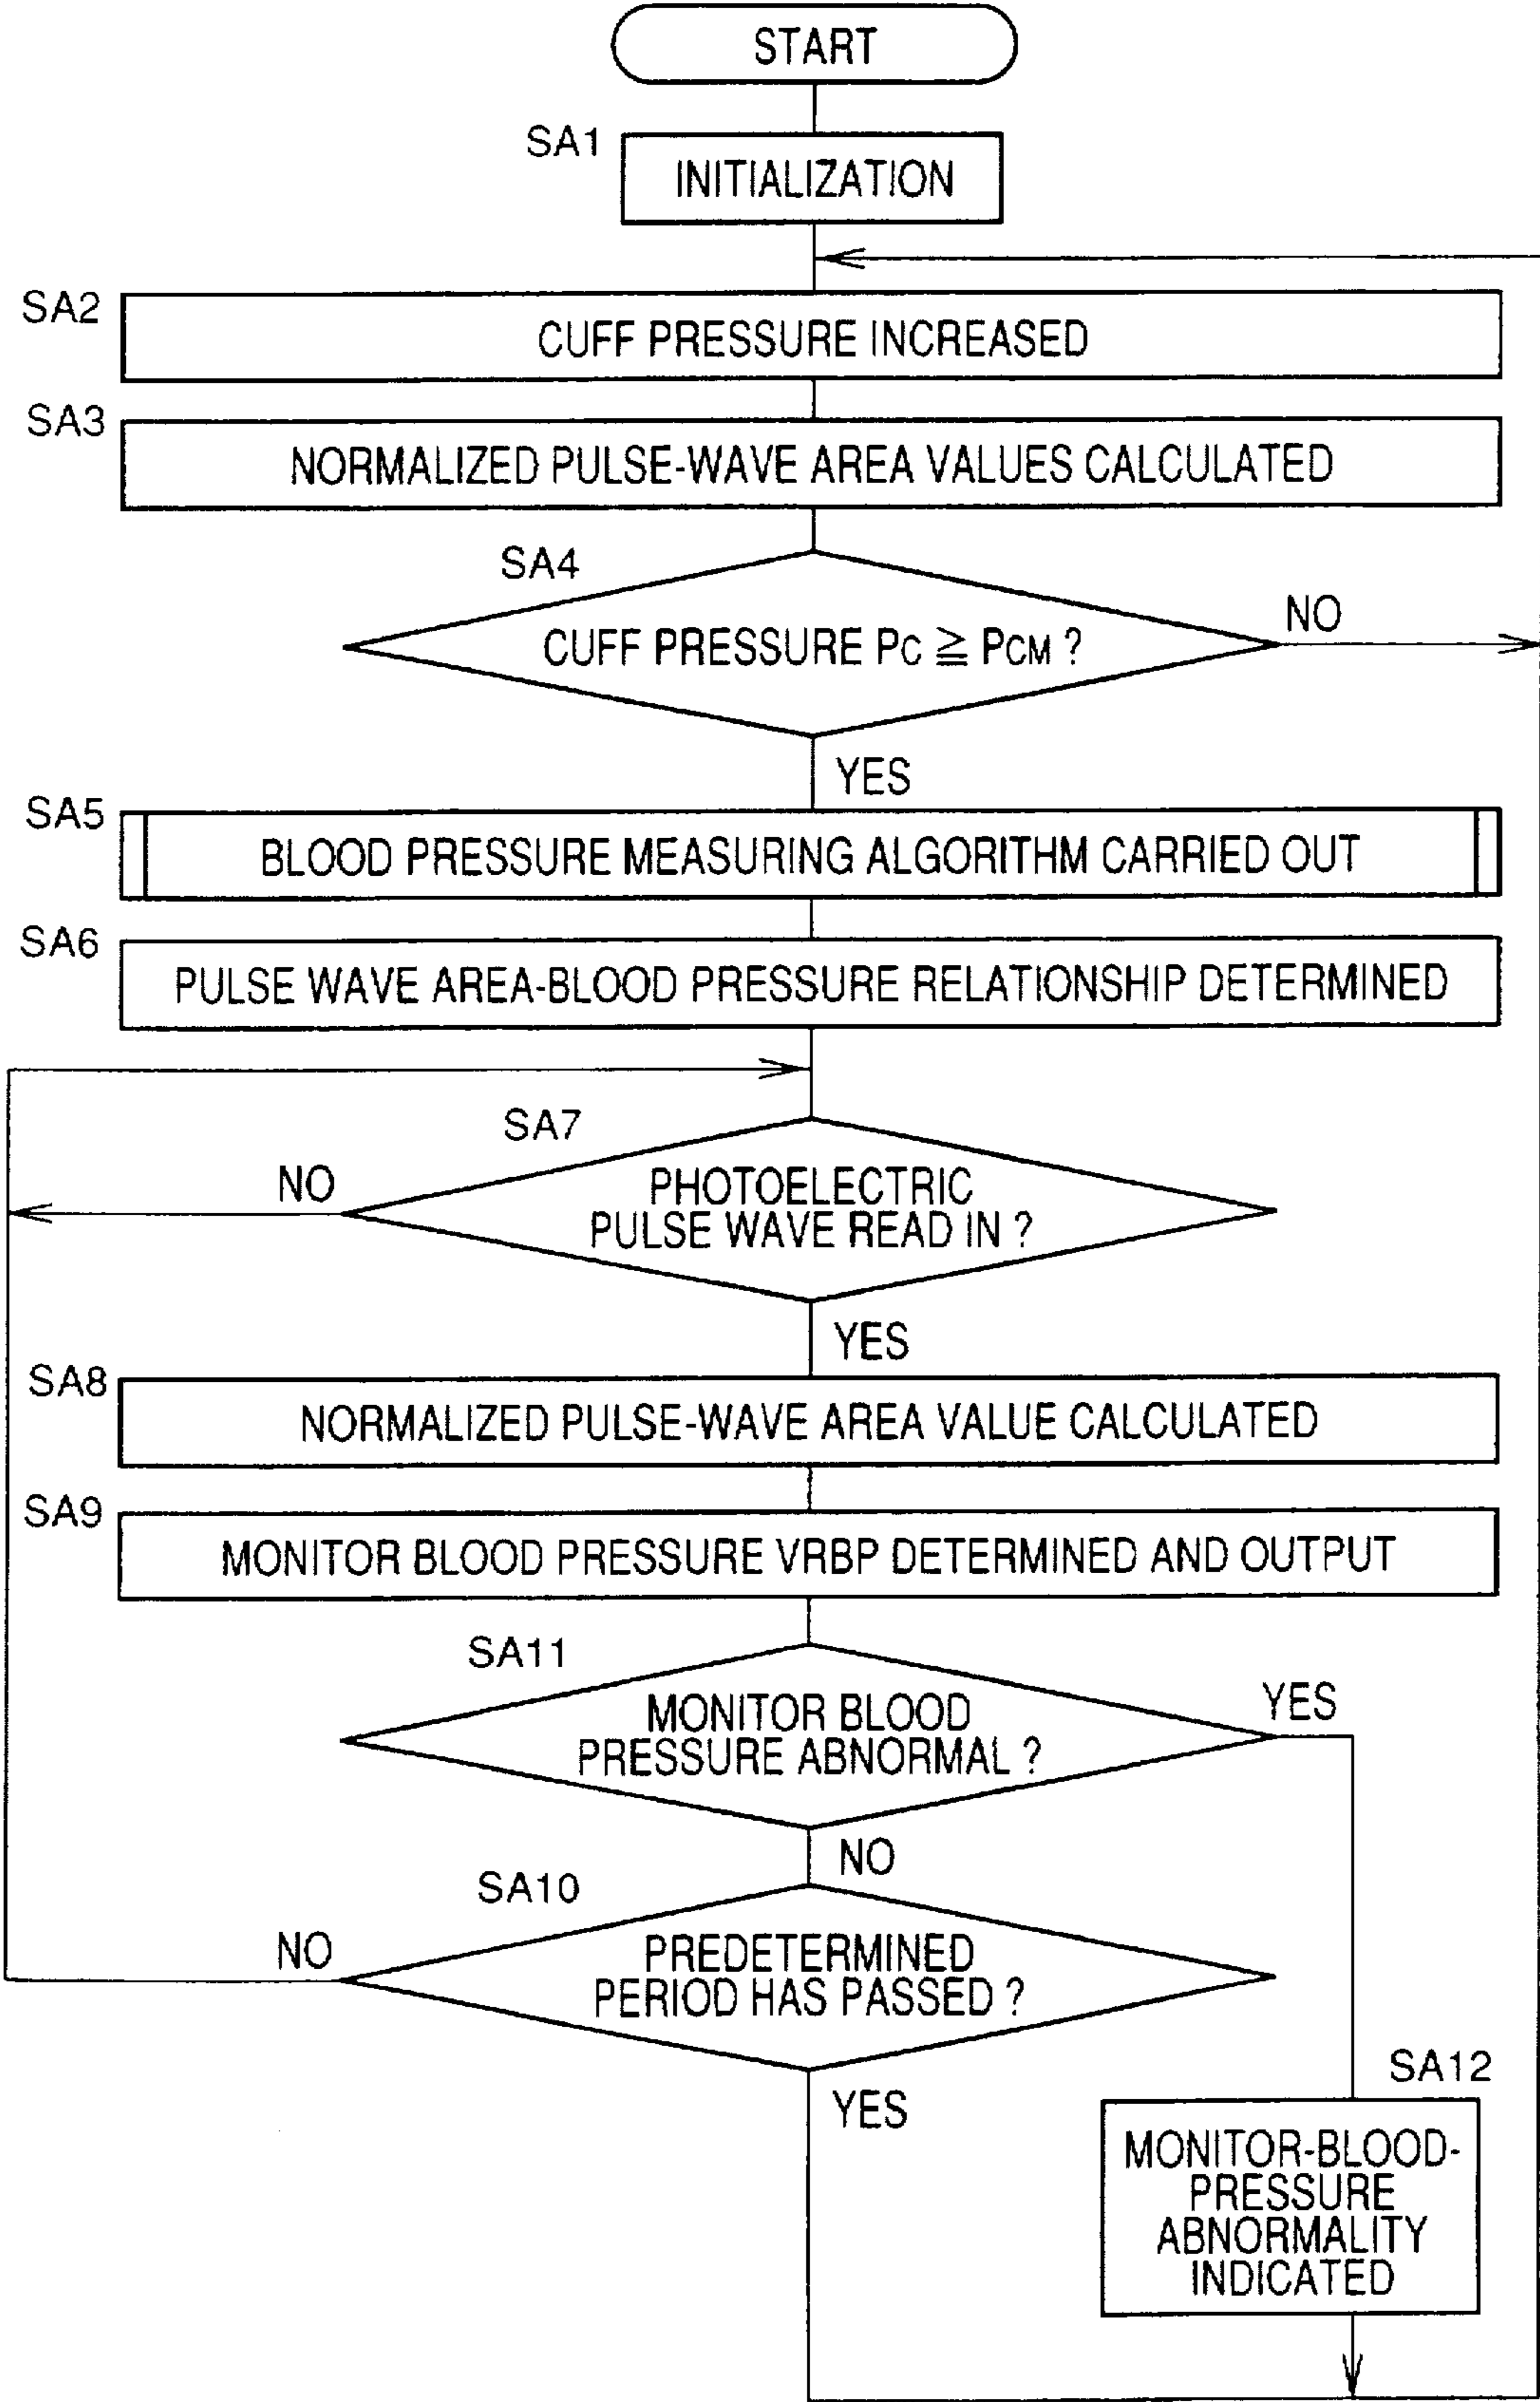 START
SA1
INITIALIZATION
SA2
CUFF PRESSURE INCREASED
SA3
NORMALIZED PULSE-WAVE AREA VALUES CALCULATED
SA4
CUFF PRESSURE PC ≧ PCM ?
NO
YES
SA5
BLOOD PRESSURE MEASURING ALGORITHM CARRIED OUT
SA6
PULSE WAVE AREA-BLOOD PRESSURE RELATIONSHIP DETERMINED
SA7
NO
PHOTOELECTRIC
PULSE WAVE READ IN ?
YES
SA8
NORMALIZED PULSE-WAVE AREA VALUE CALCULATED
SA9
MONITOR BLOOD PRESSURE VRBP DETERMINED AND OUTPUT
SA11
MONITOR BLOOD
PRESSURE ABNORMAL ?
YES
NO
SA10
NO
PREDETERMINED
PERIOD HAS PASSED ?
YES
SA12
MONITOR-BLOOD-
PRESSURE
ABNORMALITY
INDICATED